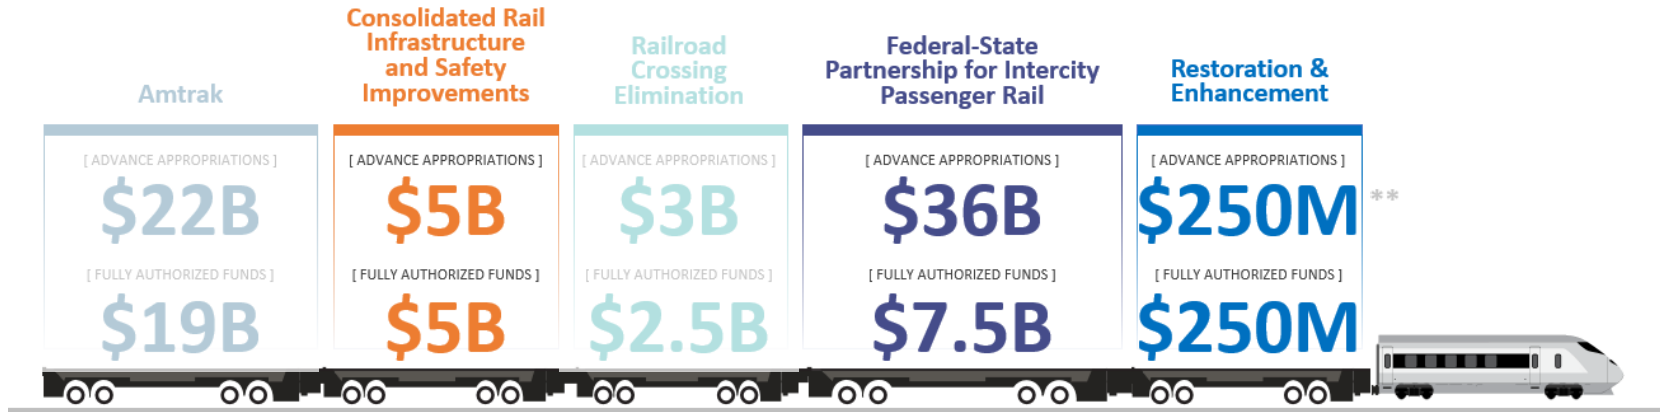 Amtrak
[ ADVANCE APPROPRIATIONS ]
$22B
[ FULLY AUTHORIZED FUNDS ]
$19B
Consolidated Rail
Infrastructure
and Safety
Improvements
[ ADVANCE APPROPRIATIONS ]
$5B
[ FULLY AUTHORIZED FUNDS ]
$5B
Railroad
Crossing
Elimination
[ ADVANCE APPROPRIATIONS ]
$3B
[ FULLY AUTHORIZED FUNDS ]
$2.5B
Federal-State
Partnership for Intercity
Passenger Rail
[ ADVANCE APPROPRIATIONS ]
$36B
[ FULLY AUTHORIZED FUNDS ]
$7.5B
Restoration &
Enhancement
[ ADVANCE APPROPRIATIONS ]
$250M **
[ FULLY AUTHORIZED FUNDS ]
$250M